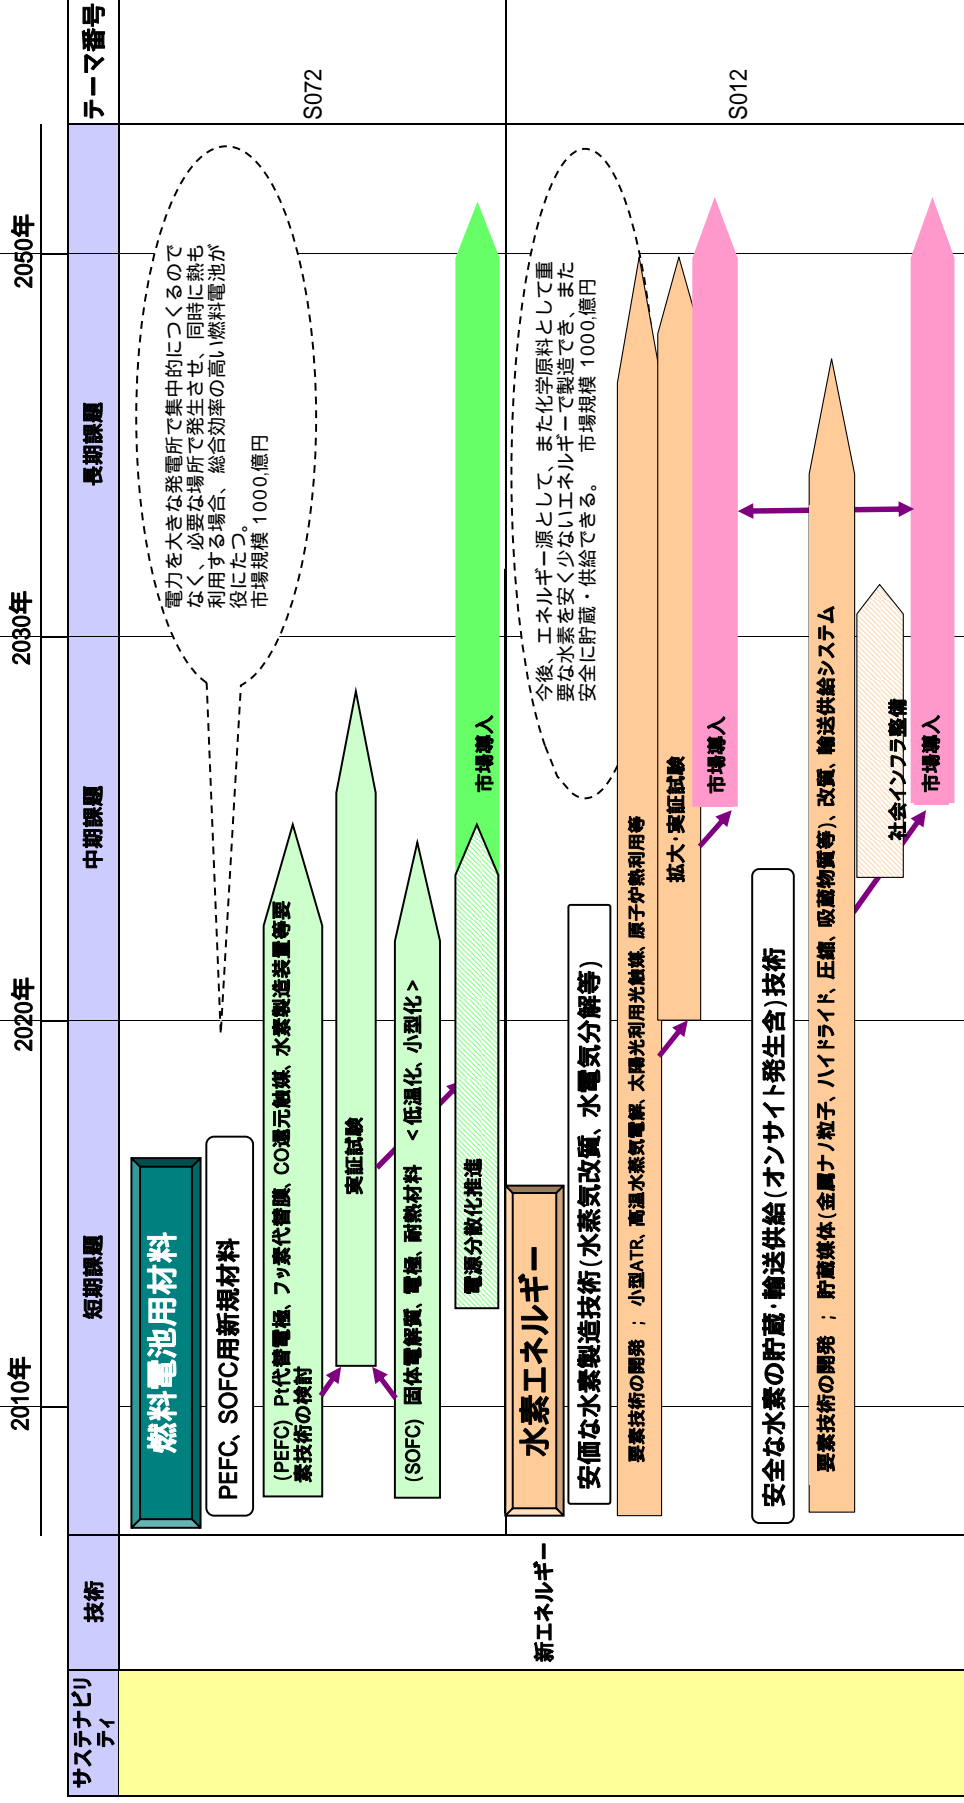 2010年
2020年
2030年
2050年
サステナビリ
ティ
技術
短期課題
中期課題
長期課題
テーマ番号
新エネルギー
燃料電池用材料
PEFC、SOFC用新規材料
電力を大きな発電所で集中的につくるので
なく、必要な場所で発生させ、同時に熱も
利用する場合、総合効率の高い燃料電池が
役にたつ。
市場規模 1000,億円
S072
(PEFC) Pt代替電極、フッ素代替膜、CO還元触媒、水素製造装置等要
素技術の検討
実証試験
(SOFC) 固体電解質、電極、耐熱材料 <低温化、小型化>
電源分散化推進
市場導入
水素エネルギー
安価な水素製造技術(水蒸気改質、水電気分解等)
今後、エネルギー源として、また化学原料として重
要な水素を安く少ないエネルギーで製造でき、また
安全に貯蔵・供給できる。 市場規模 1000,億円
S012
要素技術の開発 ; 小型ATR、高温水蒸気電解、太陽光利用光触媒、原子炉熱利用等
拡大・実証試験
市場導入
安全な水素の貯蔵・輸送供給(オンサイト発生含)技術
要素技術の開発 ; 貯蔵媒体(金属ナノ粒子、ハイドライド、圧縮、吸蔵物質等)、改質、輸送供給システム
社会インフラ整備
市場導入